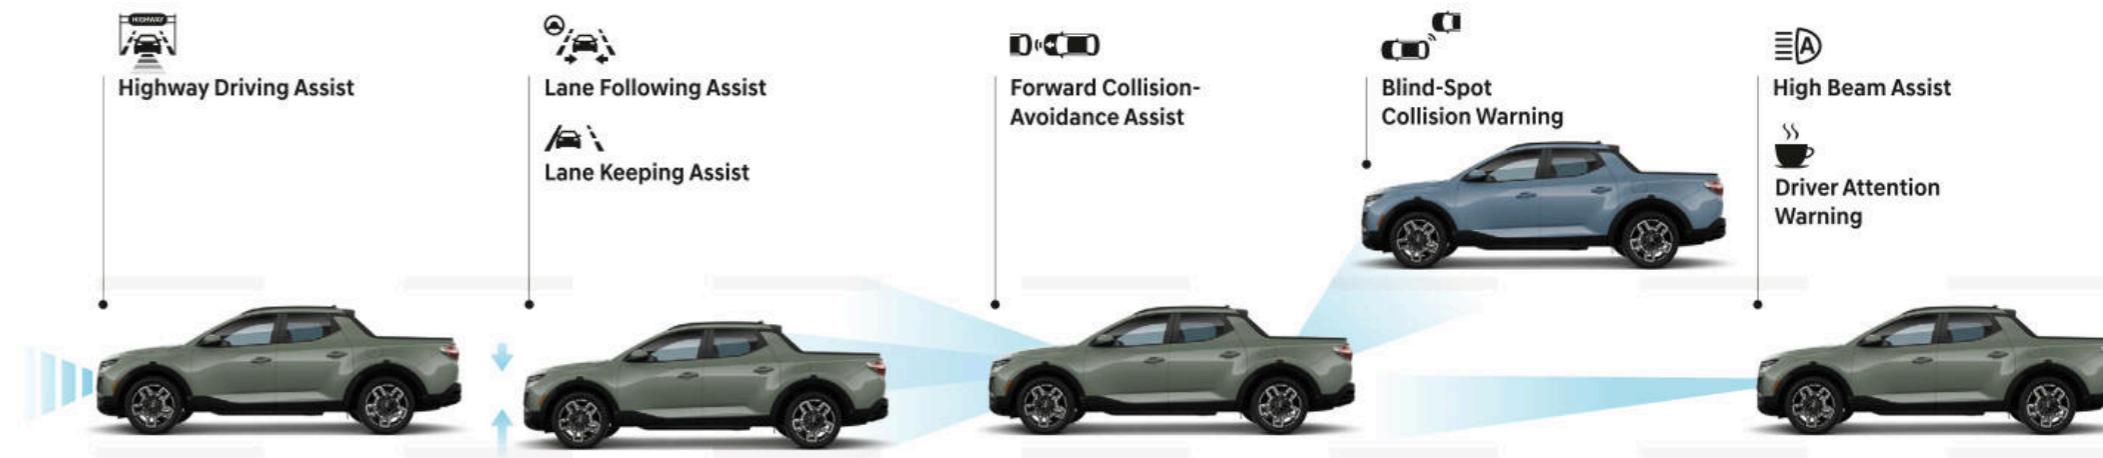 HIGHWAY
Highway Driving Assist
Lane Following Assist
Lane Keeping Assist
Forward Collision-
Avoidance Assist
Blind-Spot
Collision Warning
A
High Beam Assist
Driver Attention
Warning